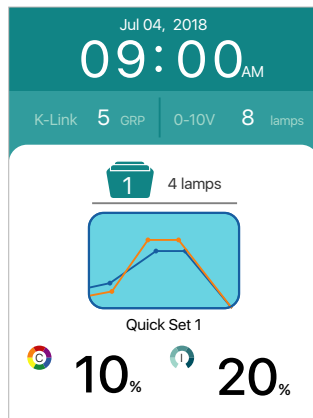 Jul 04, 2018
09:00AM
K-Link 5 GRP 0-10V 8 lamps
1 4 lamps
Quick Set 1
C 10% I 20%